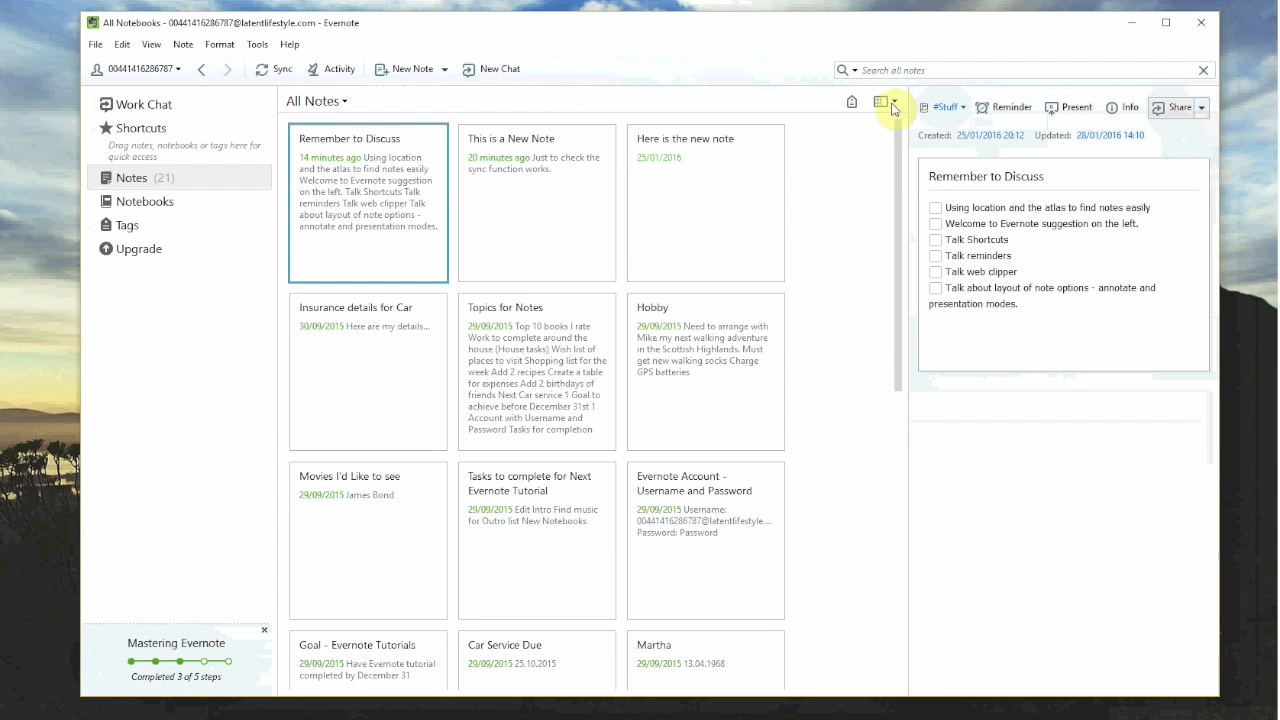 All Notebooks - 00441416286787@latentlifestyle.com - Evernote
File Edit View Note Format Tools Help
00441416286787 Sync Activity New Note New Chat Search all notes
Work Chat
Shortcuts
Drag notes, notebooks or tags here for
quick access
Notes (21)
Notebooks
Tags
Upgrade
Mastering Evernote
Completed 3 of 5 steps
All Notes
Remember to Discuss
14 minutes ago Using location
and the atlas to find notes easily
Welcome to Evernote suggestion
on the left. Talk Shortcuts Talk
reminders Talk web clipper Talk
about layout of note options -
annotate and presentation modes.
This is a New Note
20 minutes ago Just to check the
sync function works.
Here is the new note
25/01/2016
Insurance details for Car
30/09/2015 Here are my details...
Topics for Notes
29/09/2015 Top 10 books I rate
Work to complete around the
house (House tasks) Wish list of
places to visit Shopping list for the
week Add 2 recipes Create a table
for expenses Add 2 birthdays of
friends Next Car service 1 Goal to
achieve before December 31st 1
Account with Username and
Password Tasks for completion
Hobby
29/09/2015 Need to arrange with
Mike my next walking adventure
in the Scottish Highlands. Must
get new walking socks Charge
GPS batteries
Movies I'd Like to see
29/09/2015 James Bond
Tasks to complete for Next
Evernote Tutorial
29/09/2015 Edit Intro Find music
for Outro list New Notebooks
Evernote Account -
Username and Password
29/09/2015 Username:
00441416286787@latentlifestyle....
Password: Password
Goal - Evernote Tutorials
29/09/2015 Have Evernote tutorial
completed by December 31
Car Service Due
29/09/2015 25.10.2015
Martha
29/09/2015 13.04.1968
#Stuff Reminder Present Info Share
Created: 25/01/2016 20:12 Updated: 28/01/2016 14:10
Remember to Discuss
Using location and the atlas to find notes easily
Welcome to Evernote suggestion on the left.
Talk Shortcuts
Talk reminders
Talk web clipper
Talk about layout of note options - annotate and
presentation modes.